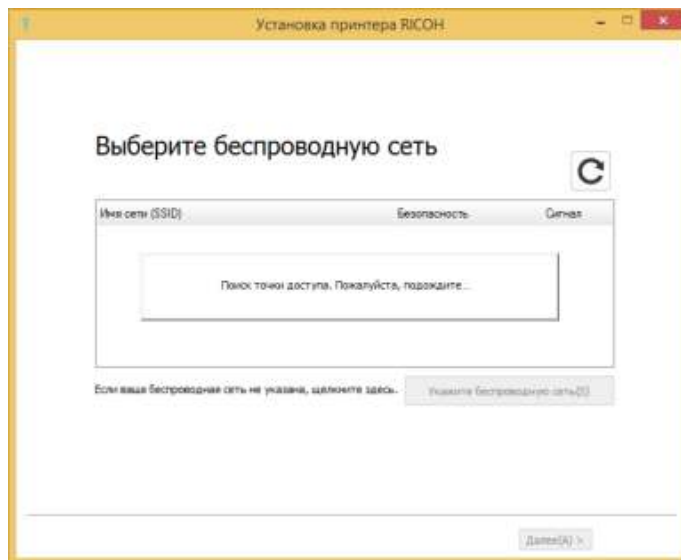 Установка принтера RICOH
Выберите беспроводную сеть
Имя сети (SSID) Безопасность Сигнал
Поиск точки доступа. Пожалуйста, подождите...
Если ваша беспроводная сеть не указана, щелкните здесь. Укажите беспроводную сеть(S)
Далее(A) >